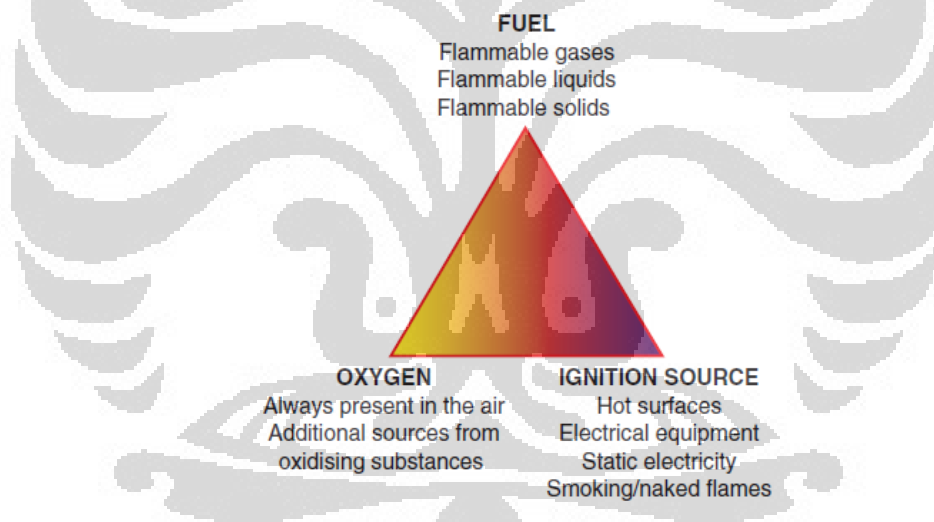 FUEL
Flammable gases
Flammable liquids
Flammable solids
OXYGEN
Always present in the air
Additional sources from
oxidising substances
IGNITION SOURCE
Hot surfaces
Electrical equipment
Static electricity
Smoking/naked flames